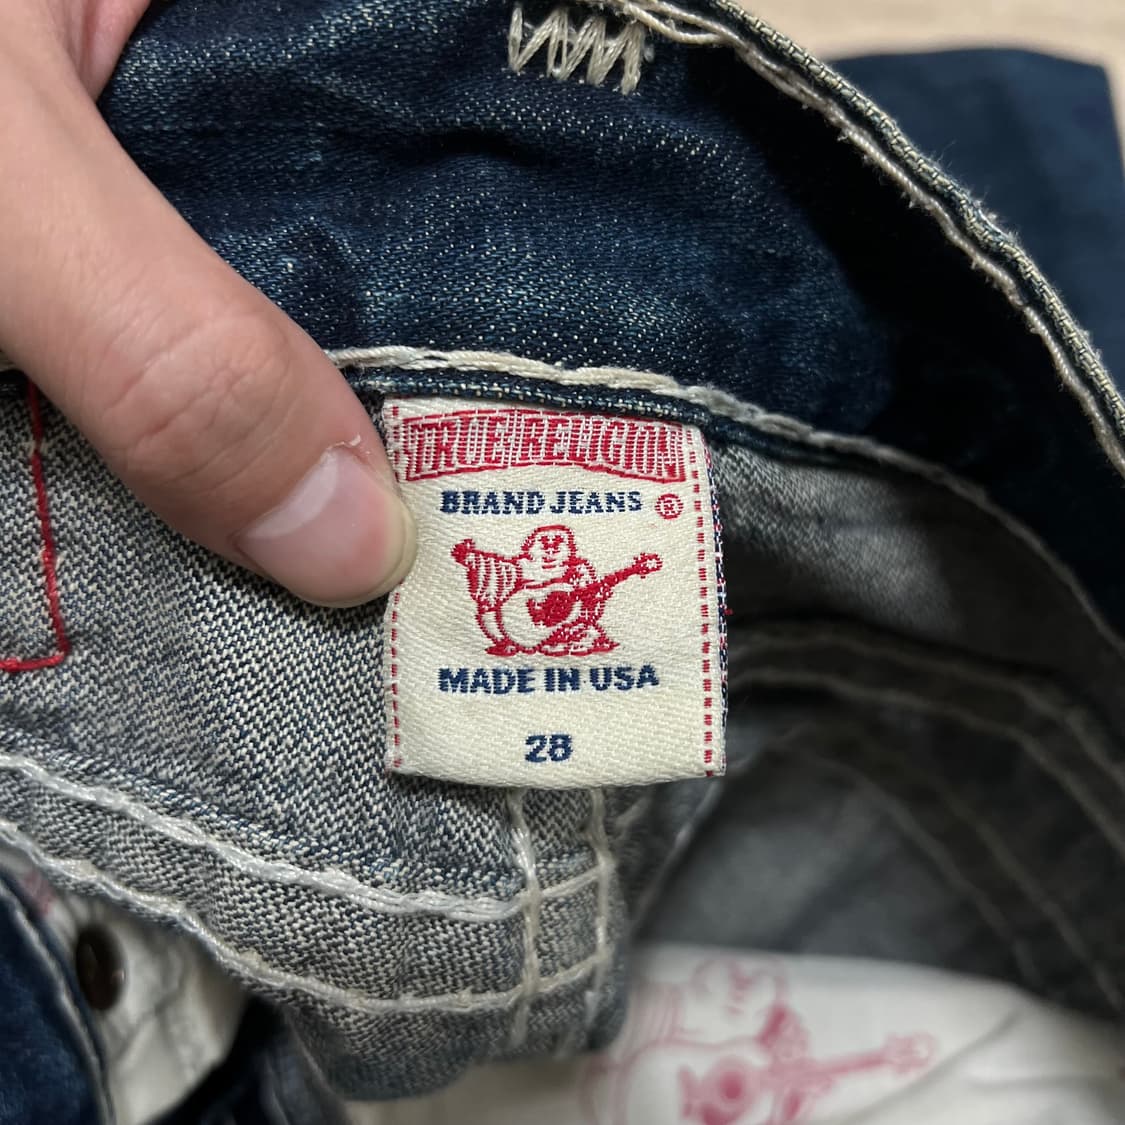 TRUE RELIGION
BRAND JEANS ®
MADE IN USA
28